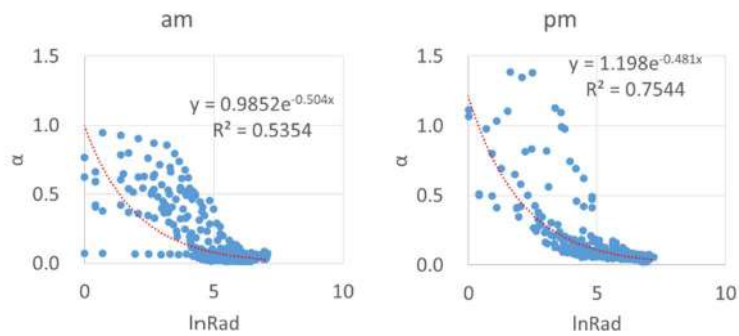 am
1.5
1.0
0.5
0.0
α
y = 0.9852e^-0.504x
R² = 0.5354
0
5
10
lnRad
pm
1.5
1.0
0.5
0.0
α
y = 1.198e^-0.481x
R² = 0.7544
0
5
10
lnRad